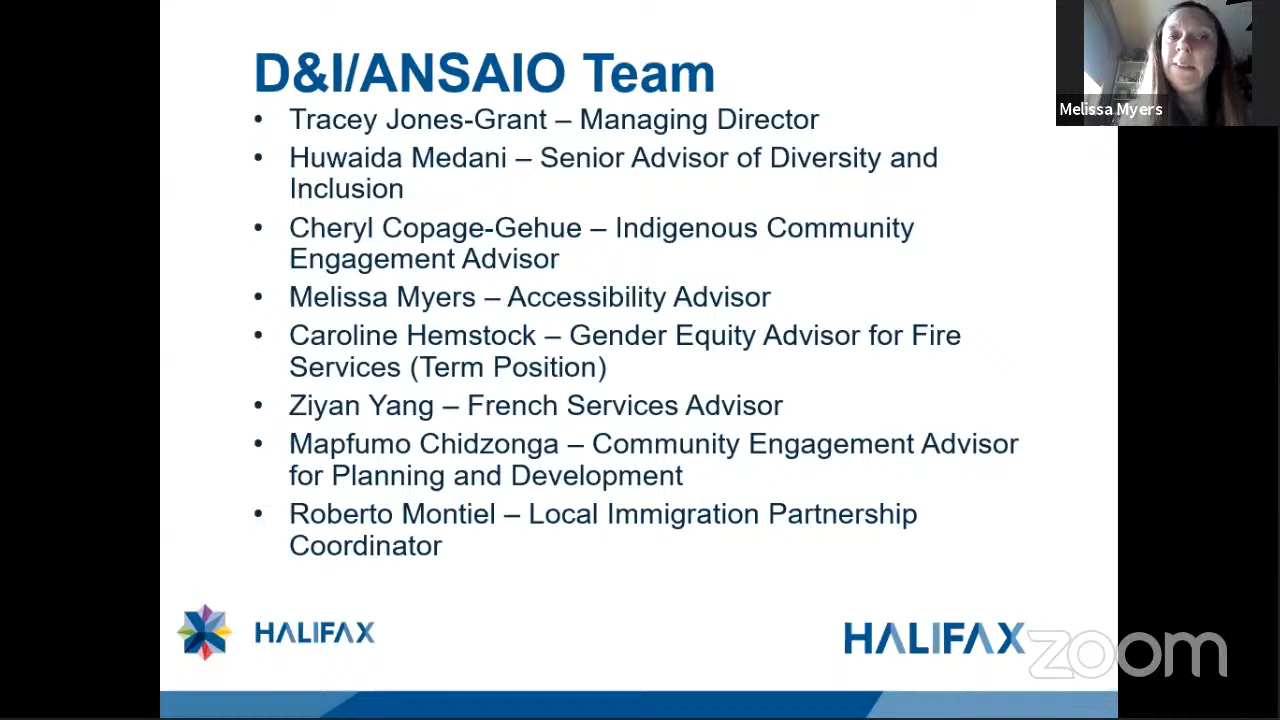 D&I/ANSAIO Team
• Tracey Jones-Grant – Managing Director
• Huwaida Medani – Senior Advisor of Diversity and
Inclusion
• Cheryl Copage-Gehue – Indigenous Community
Engagement Advisor
• Melissa Myers – Accessibility Advisor
• Caroline Hemstock – Gender Equity Advisor for Fire
Services (Term Position)
• Ziyan Yang – French Services Advisor
• Mapfumo Chidzonga – Community Engagement Advisor
for Planning and Development
• Roberto Montiel – Local Immigration Partnership
Coordinator
Melissa Myers
HALIFAX
HALIFAX
zoom